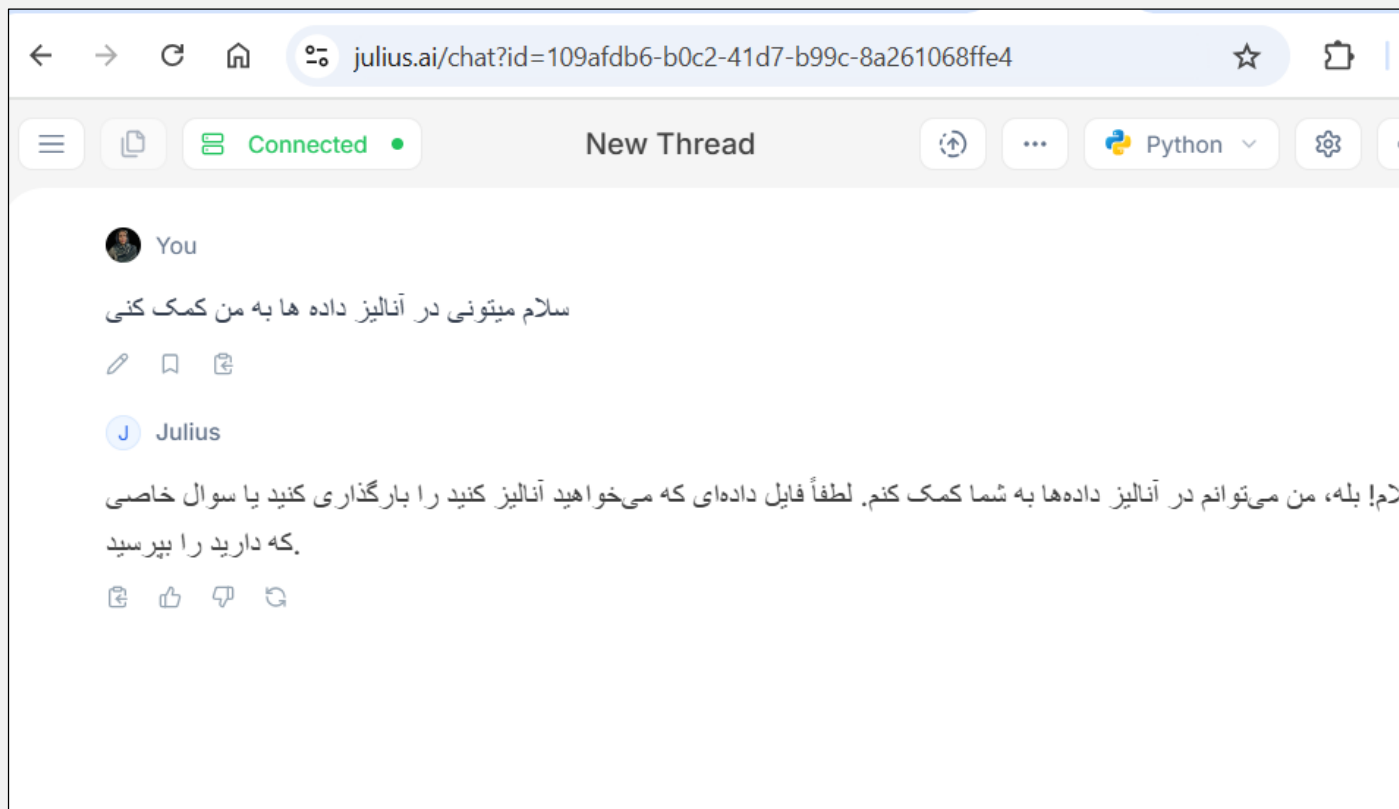 julius.ai/chat?id=109afdb6-b0c2-41d7-b99c-8a261068ffe4
Connected
New Thread
Python
You
سلام میتونی در آنالیز داده ها به من کمک کنی
J
Julius
بله، من می‌توانم در آنالیز داده‌ها به شما کمک کنم. لطفاً فایل داده‌ای که می‌خواهید آنالیز کنید را بارگذاری کنید یا سوال خاصی
که دارید را بپرسید.